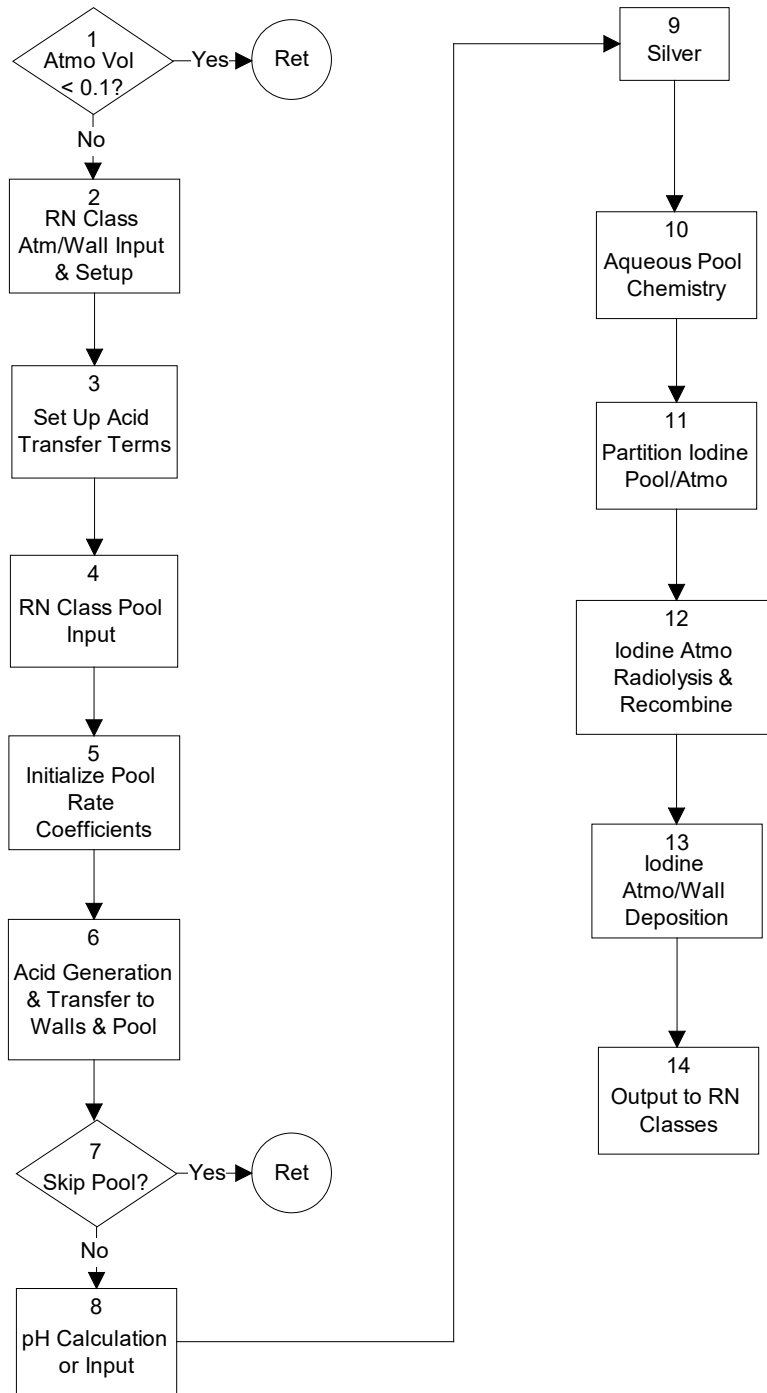 1
Atmo Vol
< 0.1?
Yes
Ret
No
2
RN Class
Atm/Wall Input
& Setup
3
Set Up Acid
Transfer Terms
4
RN Class Pool
Input
5
Initialize Pool
Rate
Coefficients
6
Acid Generation
& Transfer to
Walls & Pool
7
Skip Pool?
Yes
Ret
No
8
pH Calculation
or Input
9
Silver
10
Aqueous Pool
Chemistry
11
Partition Iodine
Pool/Atmo
12
Iodine Atmo
Radiolysis &
Recombine
13
Iodine
Atmo/Wall
Deposition
14
Output to RN
Classes